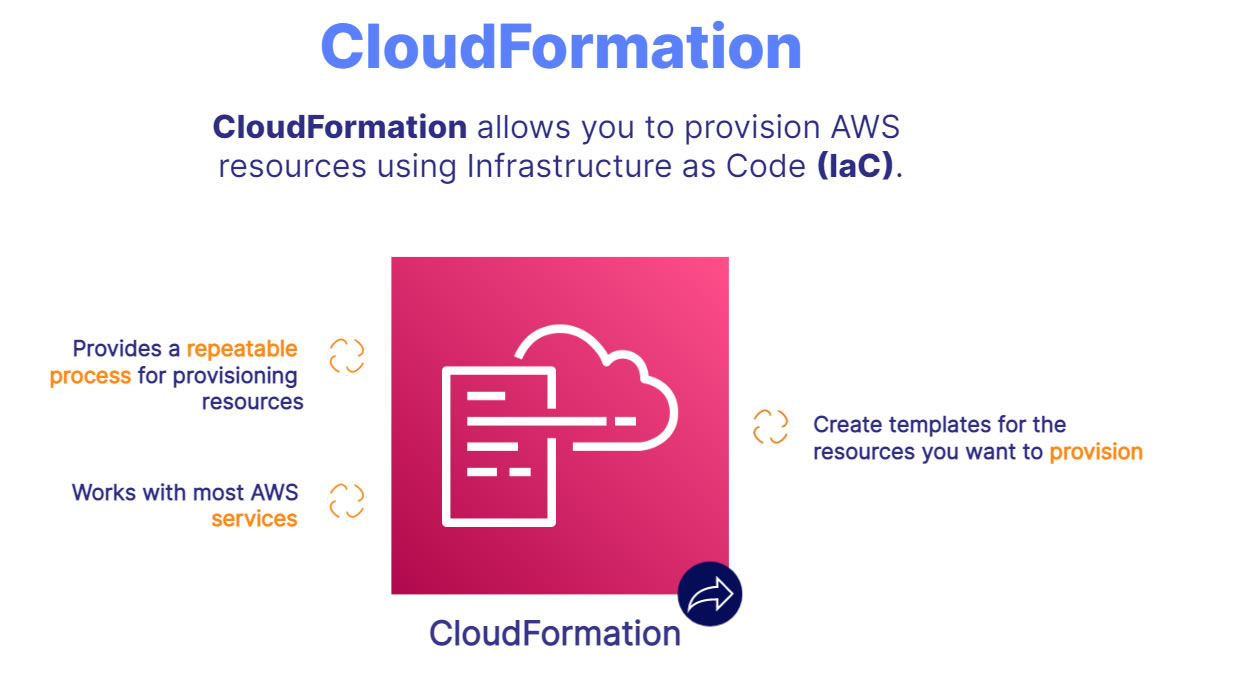 CloudFormation
CloudFormation allows you to provision AWS
resources using Infrastructure as Code (IaC).
Provides a repeatable
process for provisioning
resources
Works with most AWS
services
Create templates for the
resources you want to provision
CloudFormation